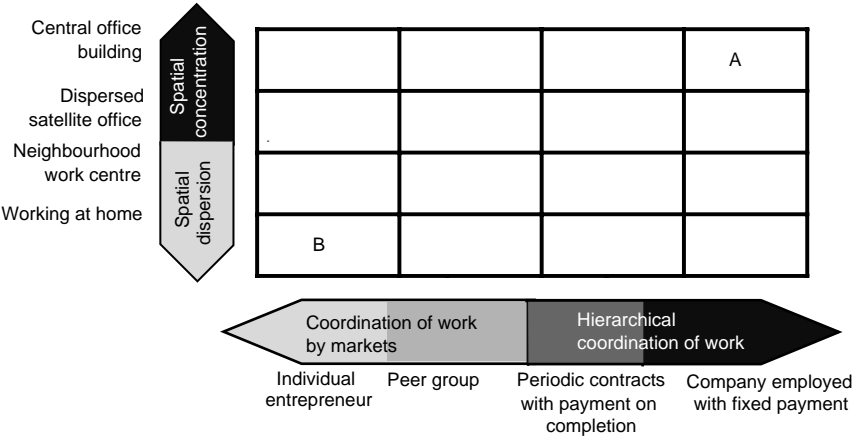 Central office
building
Dispersed
satellite office
Neighbourhood
work centre
Working at home
Spatial
concentration
Spatial
dispersion
A
B
Coordination of work
by markets
Hierarchical
coordination of work
Individual
entrepreneur
Peer group
Periodic contracts
with payment on
completion
Company employed
with fixed payment